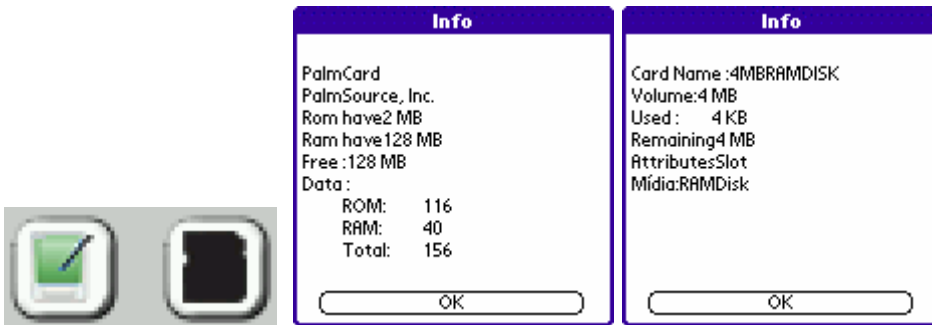 Info
PalmCard
PalmSource, Inc.
Rom have2 MB
Ram have128 MB
Free :128 MB
Data :
ROM: 116
RAM: 40
Total: 156
OK
Info
Card Name :4MBRAMDISK
Volume:4 MB
Used : 4 KB
Remaining4 MB
AttributesSlot
Mídia:RAMDisk
OK